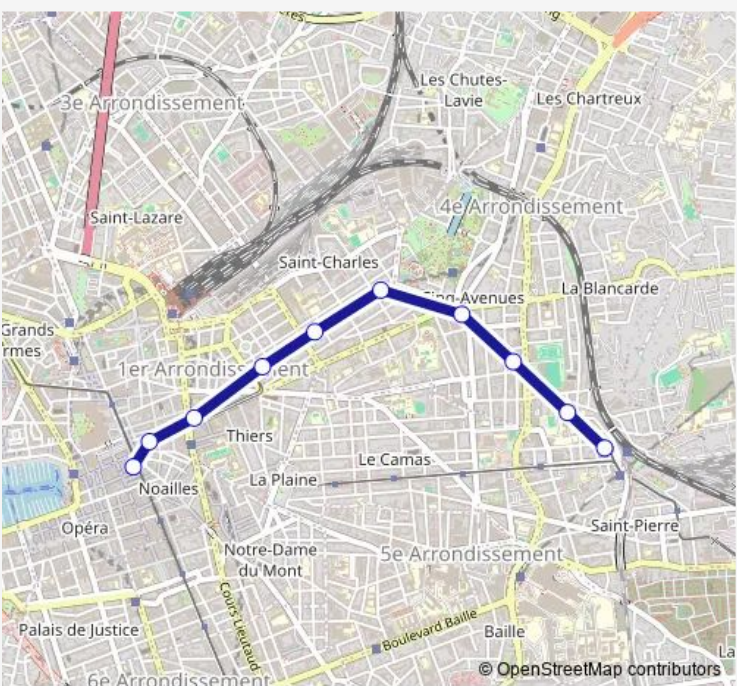 Les Chutes-
Lavie
3e Arrondissement
Les Chartreux
Saint-Lazare
4e Arrondissement
Saint-Charles
La Blancarde
Cinq-Avenues
Grands
rmes
1er Arrondissement
Thiers
Le Camas
La Plaine
Noailles
Opéra
Saint-Pierre
Notre-Dame
du Mont
5e Arrondissement
Cours Lieutaud
Palais de Justice
Boulevard Baille
Baille
La
6e Arrondissement
© OpenStreetMap contributors